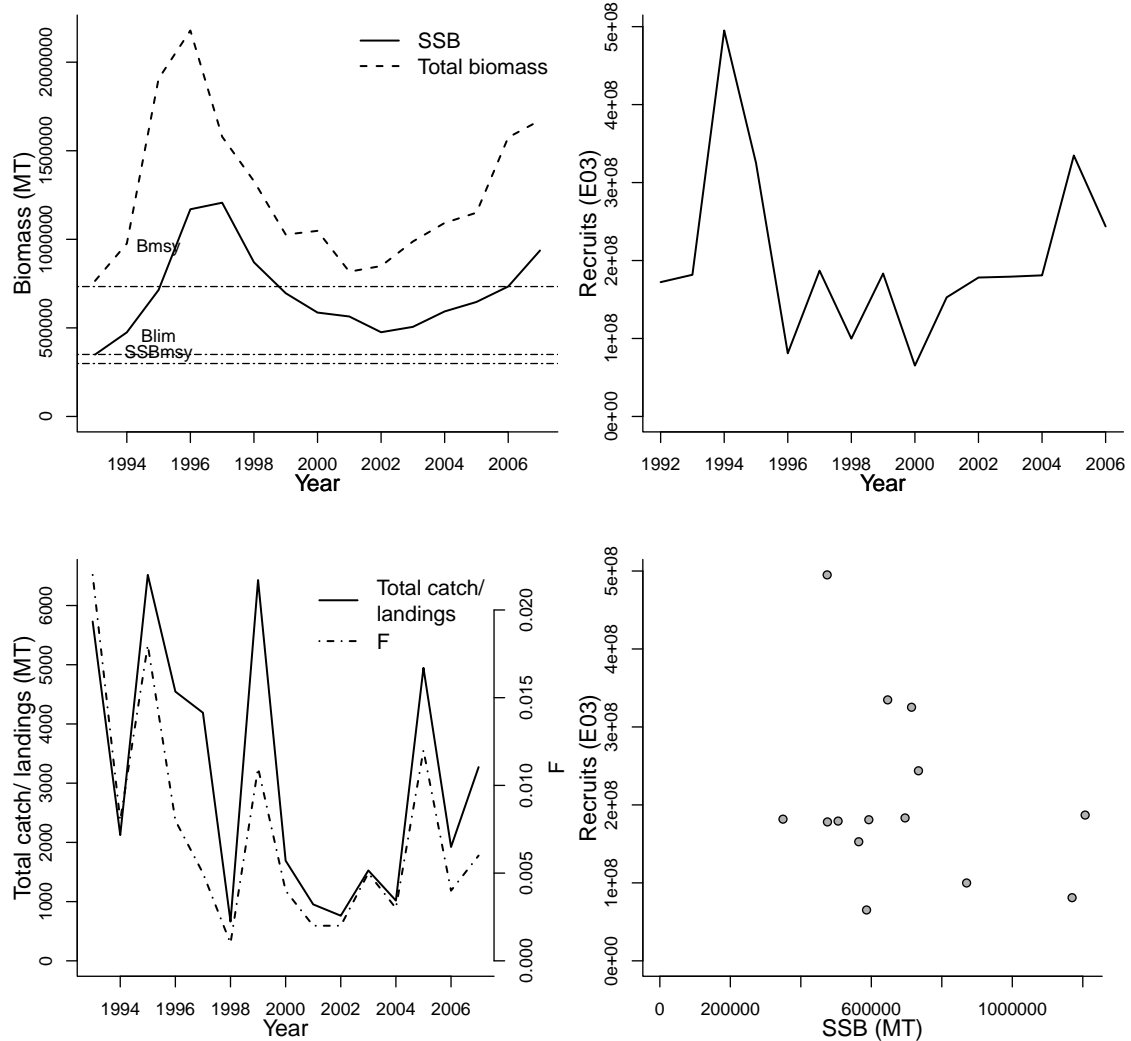 SSB
Total biomass
Bmsy
Blim
SSBmsy
Biomass (MT)
0
500000
1000000
1500000
2000000
1994 1996 1998 2000 2002 2004 2006
Year
Recruits (E03)
0e+00
1e+08
2e+08
3e+08
4e+08
5e+08
1992 1994 1996 1998 2000 2002 2004 2006
Year
Total catch/
landings
F
Total catch/ landings (MT)
0
1000
2000
3000
4000
5000
6000
F
0.000
0.005
0.010
0.015
0.020
1994 1996 1998 2000 2002 2004 2006
Year
Recruits (E03)
0e+00
1e+08
2e+08
3e+08
4e+08
5e+08
0 200000 600000 1000000
SSB (MT)